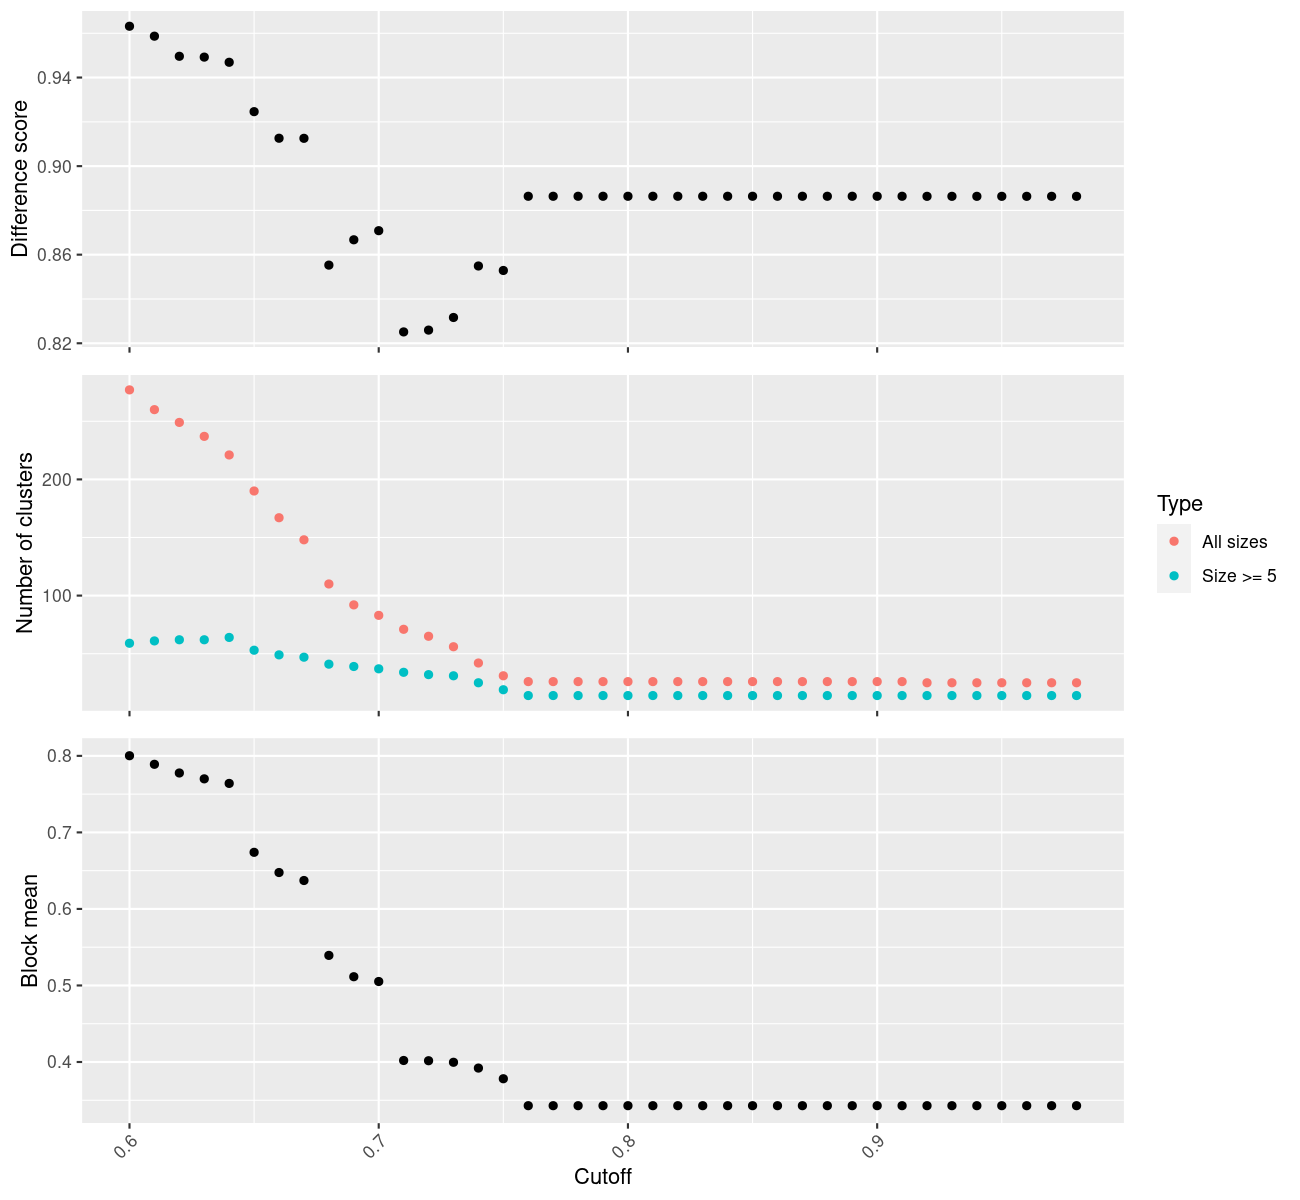 Difference score
0.94
0.90
0.86
0.82
Number of clusters
200
100
Type
All sizes
Size >= 5
Block mean
0.8
0.7
0.6
0.5
0.4
0.6
0.7
0.8
0.9
Cutoff